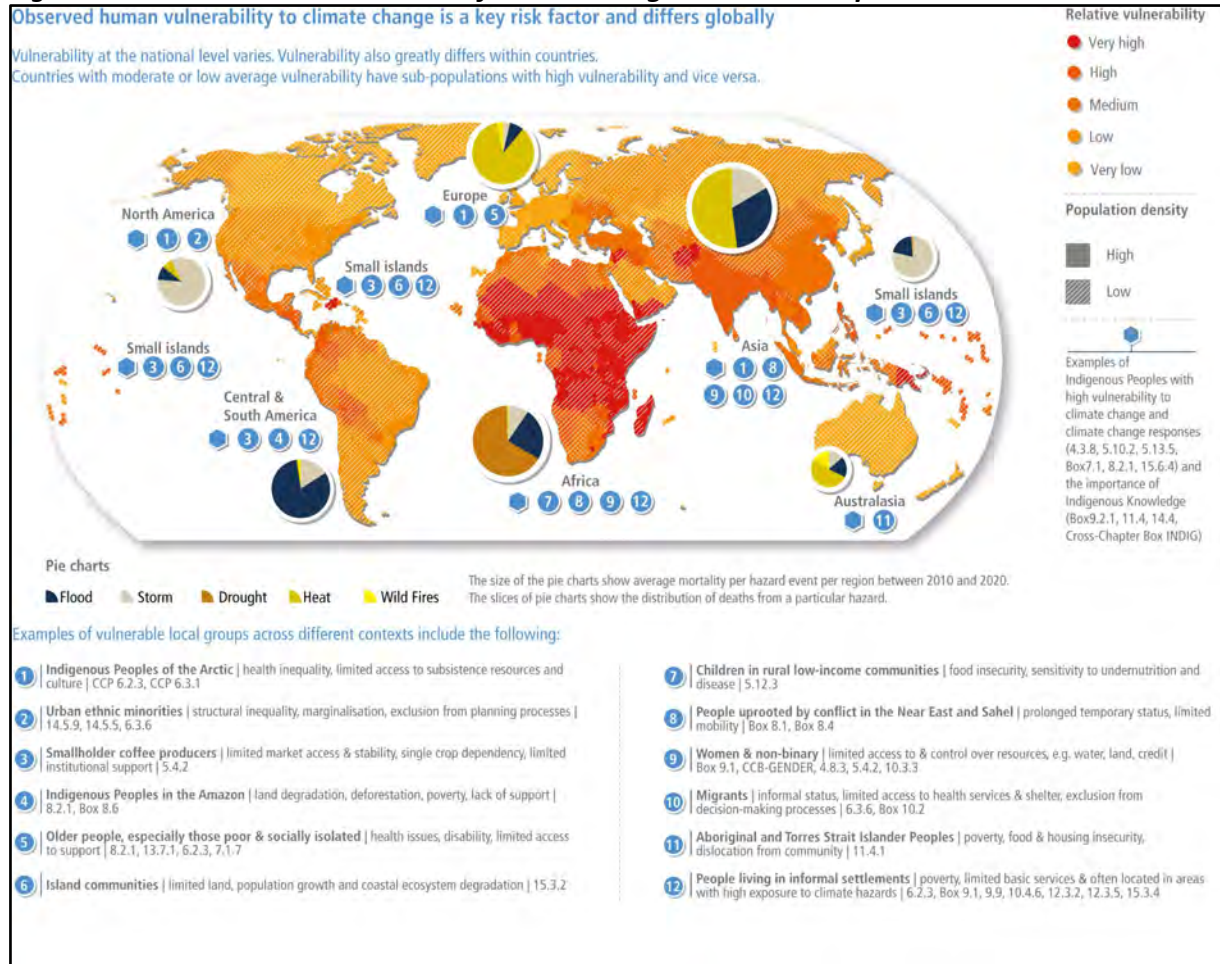 Observed human vulnerability to climate change is a key risk factor and differs globally
Vulnerability at the national level varies. Vulnerability also greatly differs within countries.
Countries with moderate or low average vulnerability have sub-populations with high vulnerability and vice versa.
Relative vulnerability
Very high
High
Medium
Low
Very low
Population density
High
Low
Examples of
Indigenous Peoples with
high vulnerability to
climate change and
climate change responses
(4.3.8, 5.10.2, 5.13.5,
Box7.1, 8.2.1, 15.6.4) and
the importance of
Indigenous Knowledge
(Box9.2.1, 11.4, 14.4,
Cross-Chapter Box INDIG)
North America
1 2
Europe
1 5
Small islands
3 6 12
Small islands
3 6 12
Small islands
3 6 12
Central &
South America
3 4 12
Asia
1 8
9 10 12
Africa
7 8 9 12
Australasia
11
Pie charts
Flood Storm Drought Heat Wild Fires
The size of the pie charts show average mortality per hazard event per region between 2010 and 2020.
The slices of pie charts show the distribution of deaths from a particular hazard.
Examples of vulnerable local groups across different contexts include the following:
1 | Indigenous Peoples of the Arctic | health inequality, limited access to subsistence resources and
culture | CCP 6.2.3, CCP 6.3.1
2 | Urban ethnic minorities | structural inequality, marginalisation, exclusion from planning processes |
14.5.9, 14.5.5, 6.3.6
3 | Smallholder coffee producers | limited market access & stability, single crop dependency, limited
institutional support | 5.4.2
4 | Indigenous Peoples in the Amazon | land degradation, deforestation, poverty, lack of support |
8.2.1, Box 8.6
5 | Older people, especially those poor & socially isolated | health issues, disability, limited access
to support | 8.2.1, 13.7.1, 6.2.3, 7.1.7
6 | Island communities | limited land, population growth and coastal ecosystem degradation | 15.3.2
7 | Children in rural low-income communities | food insecurity, sensitivity to undernutrition and
disease | 5.12.3
8 | People uprooted by conflict in the Near East and Sahel | prolonged temporary status, limited
mobility | Box 8.1, Box 8.4
9 | Women & non-binary | limited access to & control over resources, e.g. water, land, credit |
Box 9.1, CCB-GENDER, 4.8.3, 5.4.2, 10.3.3
10 | Migrants | informal status, limited access to health services & shelter, exclusion from
decision-making processes | 6.3.6, Box 10.2
11 | Aboriginal and Torres Strait Islander Peoples | poverty, food & housing insecurity,
dislocation from community | 11.4.1
12 | People living in informal settlements | poverty, limited basic services & often located in areas
with high exposure to climate hazards | 6.2.3, Box 9.1, 9.9, 10.4.6, 12.3.2, 12.3.5, 15.3.4